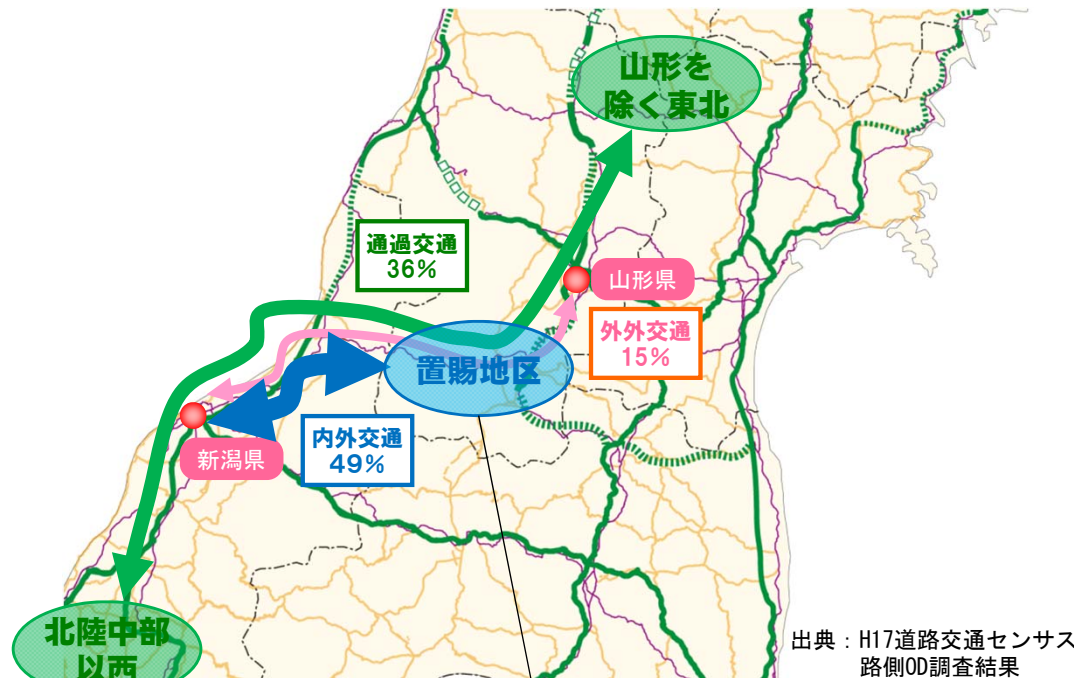 山形を
除く東北
通過交通
36%
山形県
外外交通
15%
置賜地区
内外交通
49%
新潟県
北陸中部
以西
出典：H17道路交通センサス
路側OD調査結果